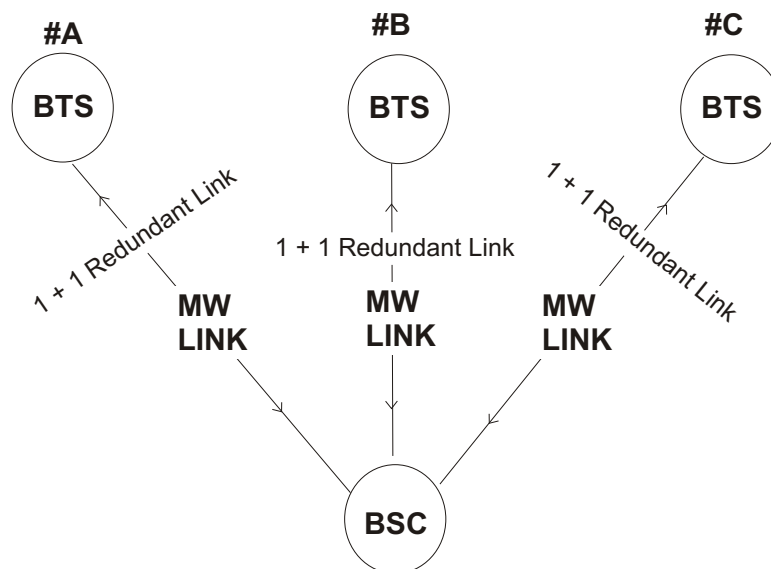 #A
#B
#C
BTS
BTS
BTS
1 + 1 Redundant Link
1 + 1 Redundant Link
1 + 1 Redundant Link
MW
LINK
MW
LINK
MW
LINK
BSC